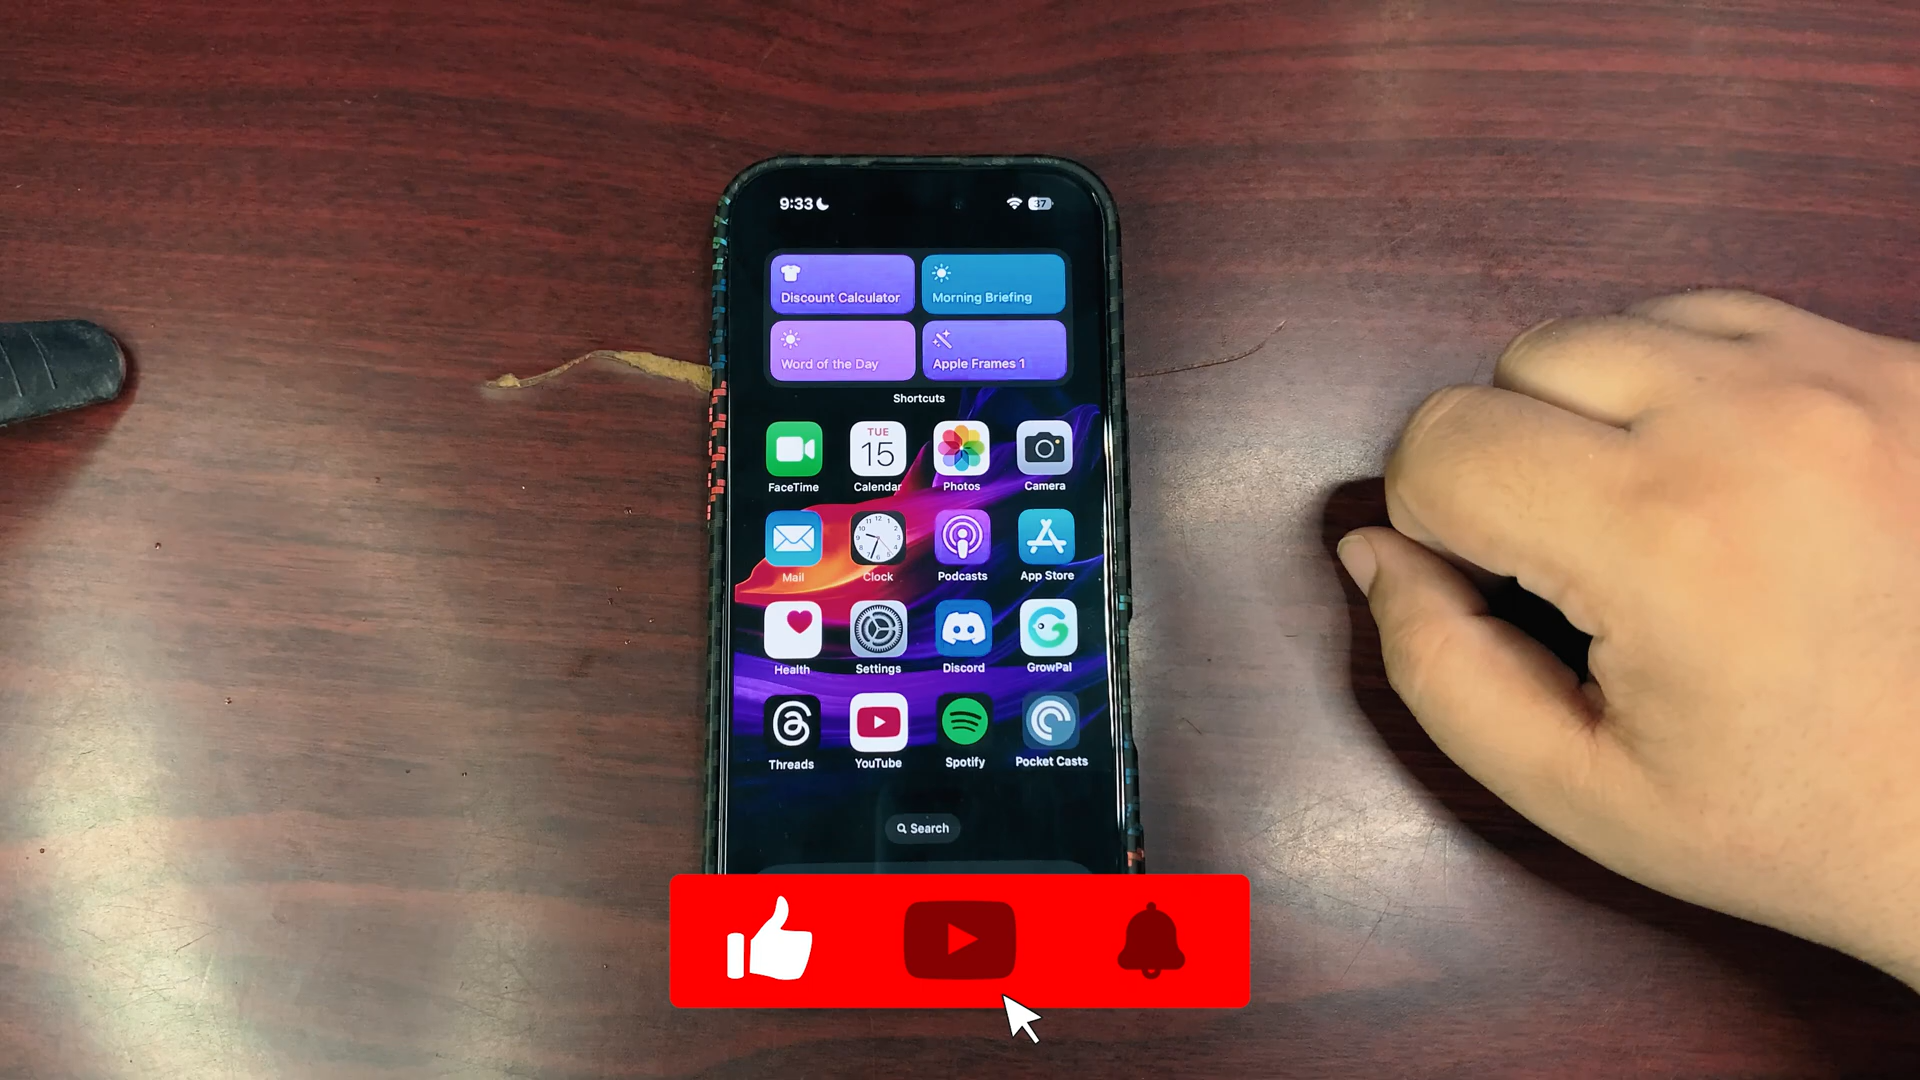 9:33
37
Discount Calculator
Morning Briefing
Word of the Day
Apple Frames 1
Shortcuts
TUE
15
FaceTime
Calendar
Photos
Camera
Mail
Clock
Podcasts
App Store
Health
Settings
Discord
GrowPal
Threads
YouTube
Spotify
Pocket Casts
Search